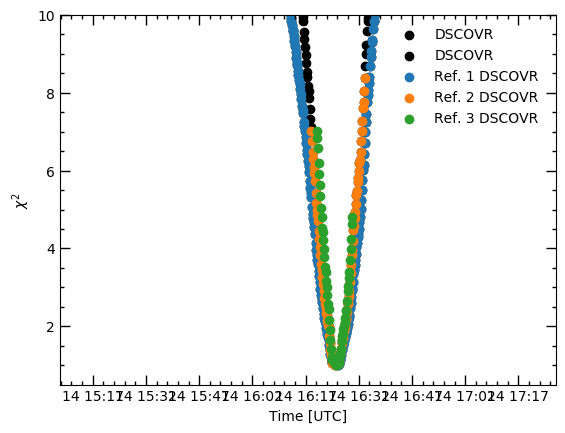 10
DSCOVR
DSCOVR
8
Ref. 1 DSCOVR
Ref. 2 DSCOVR
Ref. 3 DSCOVR
6
χ²
4
2
14 15:17 14 15:32 14 15:47 14 16:02 14 16:17 14 16:32 14 16:47 14 17:02 14 17:17
Time [UTC]